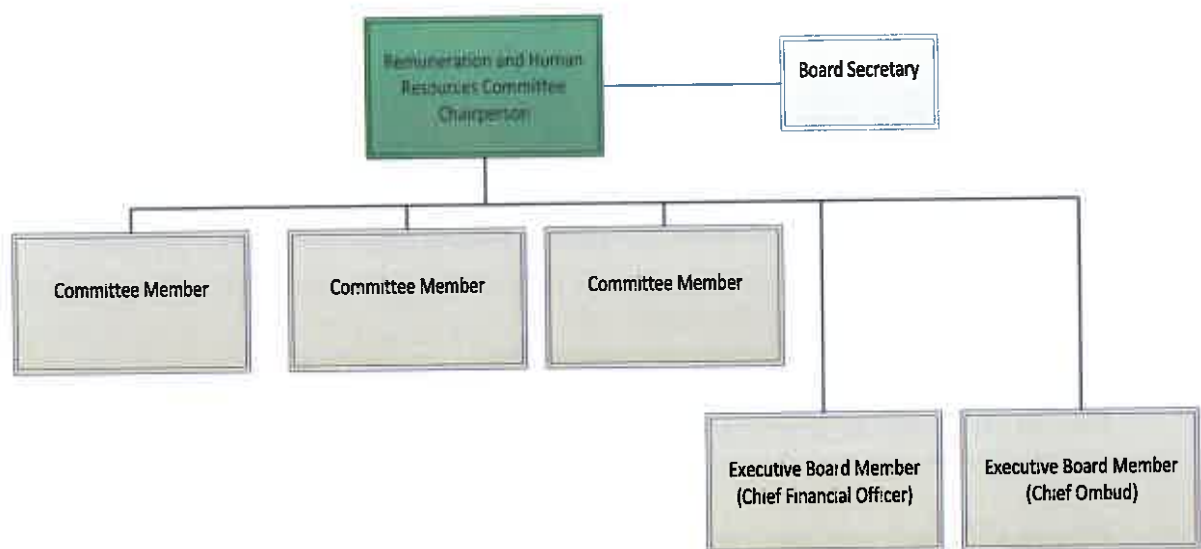 Remuneration and Human
Resources Committee
Chairperson
Board Secretary
Committee Member
Committee Member
Committee Member
Executive Board Member
(Chief Financial Officer)
Executive Board Member
(Chief Ombud)